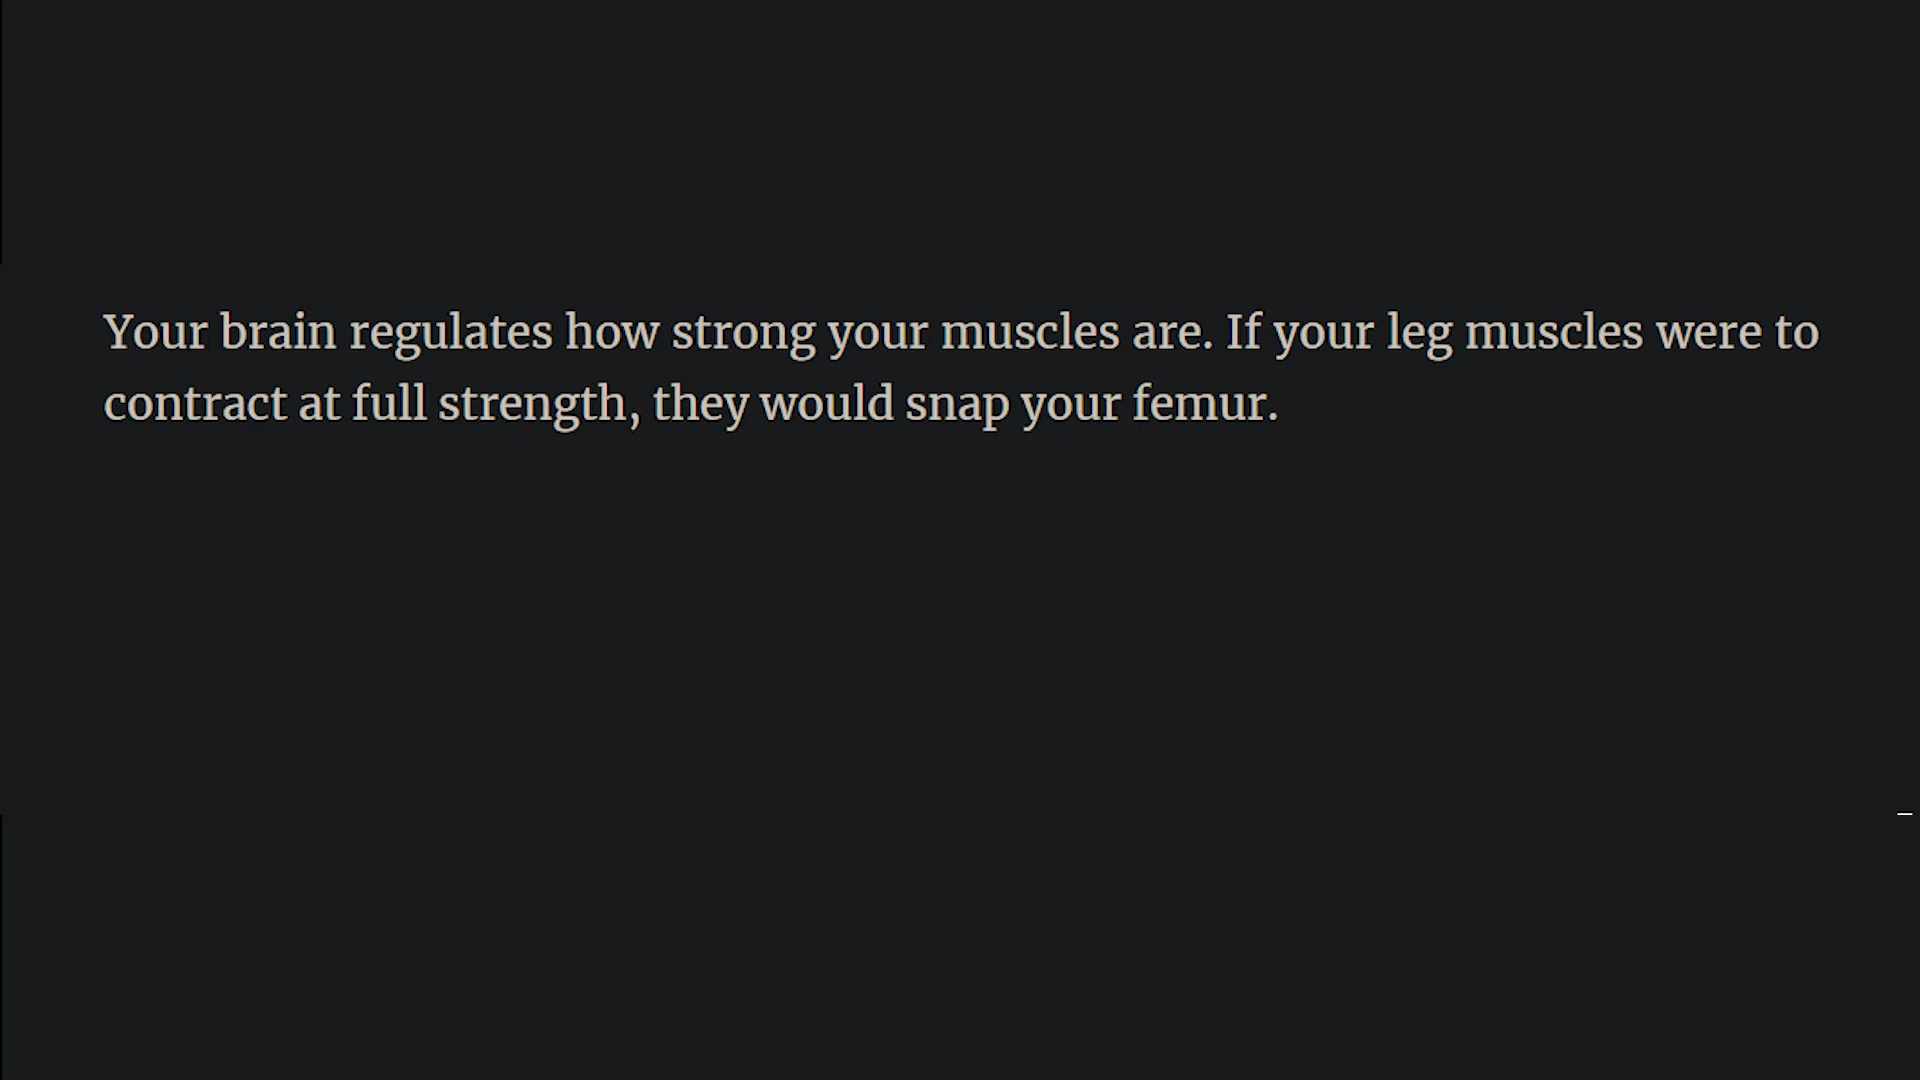 Your brain regulates how strong your muscles are. If your leg muscles were to
contract at full strength, they would snap your femur.